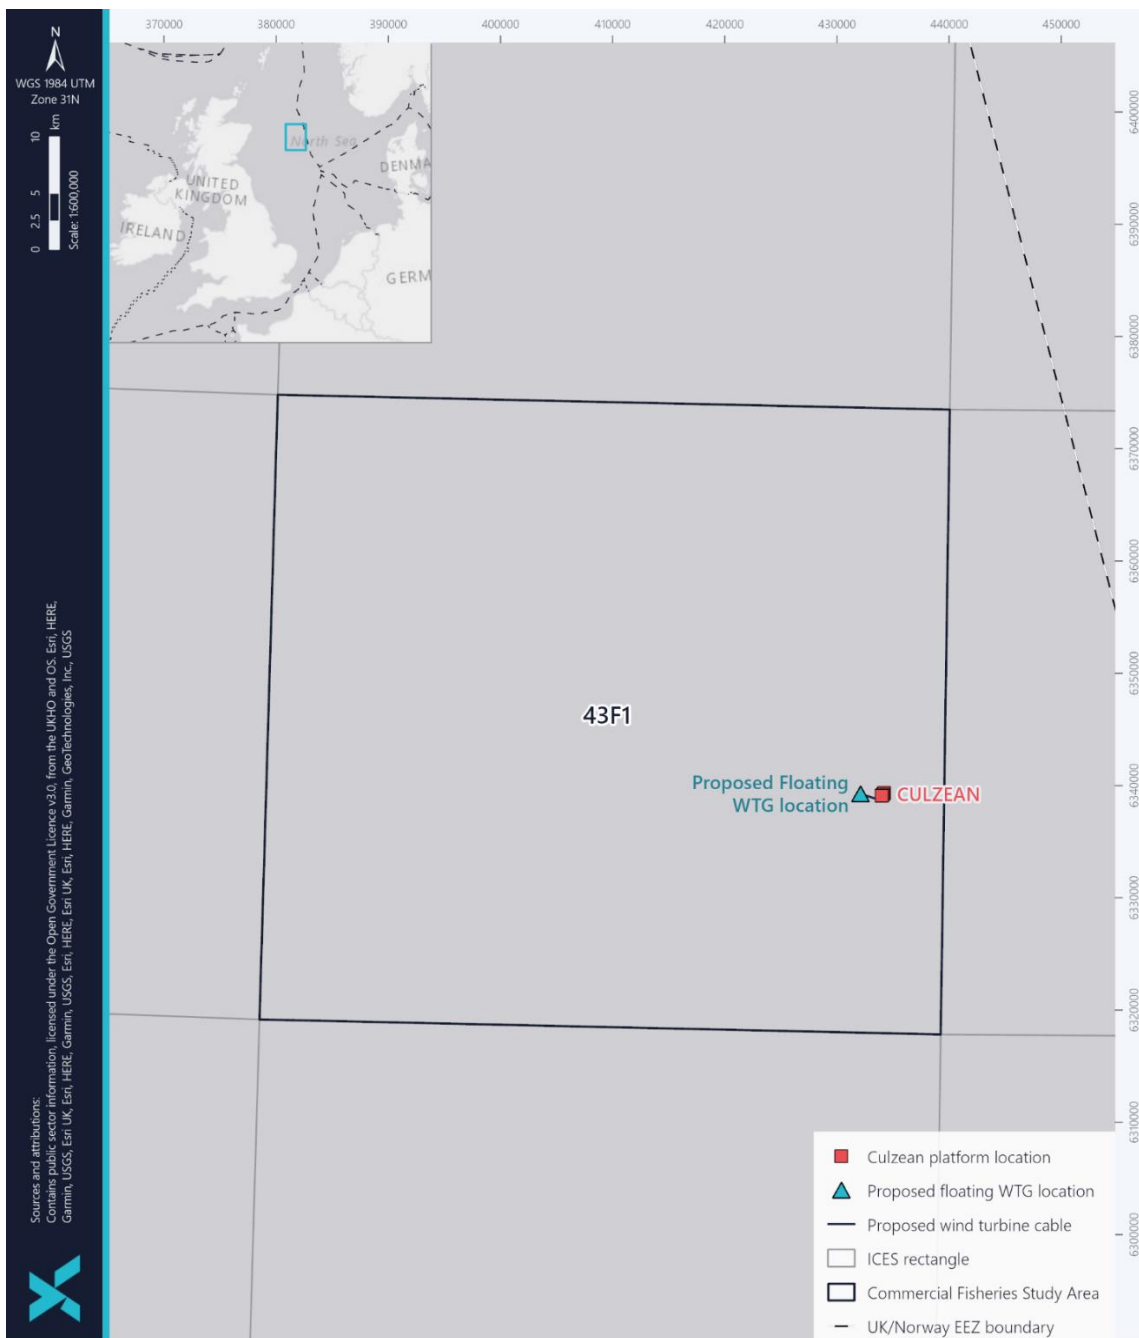 370000
380000
390000
400000
410000
420000
430000
440000
450000
N
WGS 1984 UTM
Zone 31N
0 2.5 5 10
km
Scale: 1:600,000
North Sea
UNITED
KINGDOM
IRELAND
DENMA
GERM
6400000
6390000
6380000
6370000
6360000
6350000
6340000
6330000
6320000
6310000
6300000
43F1
Proposed Floating
WTG location
CULZEAN
Sources and attributions:
Contains public sector information, licensed under the Open Government Licence v3.0, from the UKHO and OS. Esri, HERE,
Garmin, USGS, Esri UK, Esri, HERE, Garmin, USGS, Esri, HERE, Esri UK, Esri, HERE, Garmin, GeoTechnologies, Inc., USGS
Culzean platform location
Proposed floating WTG location
Proposed wind turbine cable
ICES rectangle
Commercial Fisheries Study Area
UK/Norway EEZ boundary